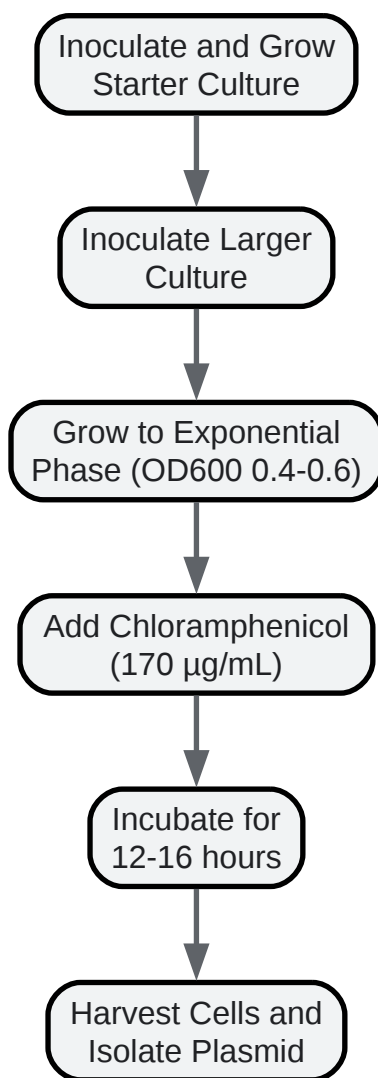 Inoculate and Grow
Starter Culture
Inoculate Larger
Culture
Grow to Exponential
Phase (OD600 0.4-0.6)
Add Chloramphenicol
(170 µg/mL)
Incubate for
12-16 hours
Harvest Cells and
Isolate Plasmid